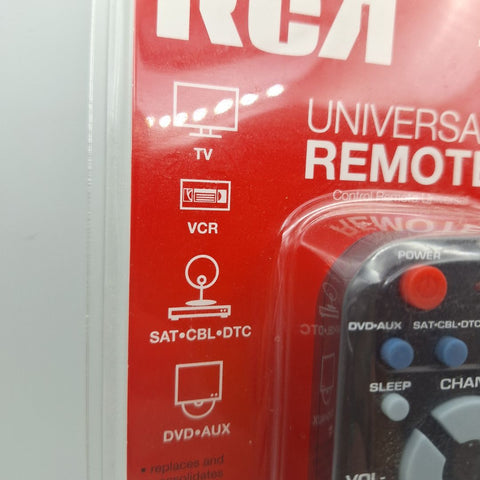 RCA
UNIVERSA
REMOTE
TV
VCR
SAT•CBL•DTC
DVD•AUX
• replaces and
POWER
DVD•AUX SAT•CBL•DTC
SLEEP CHAN
VOL-